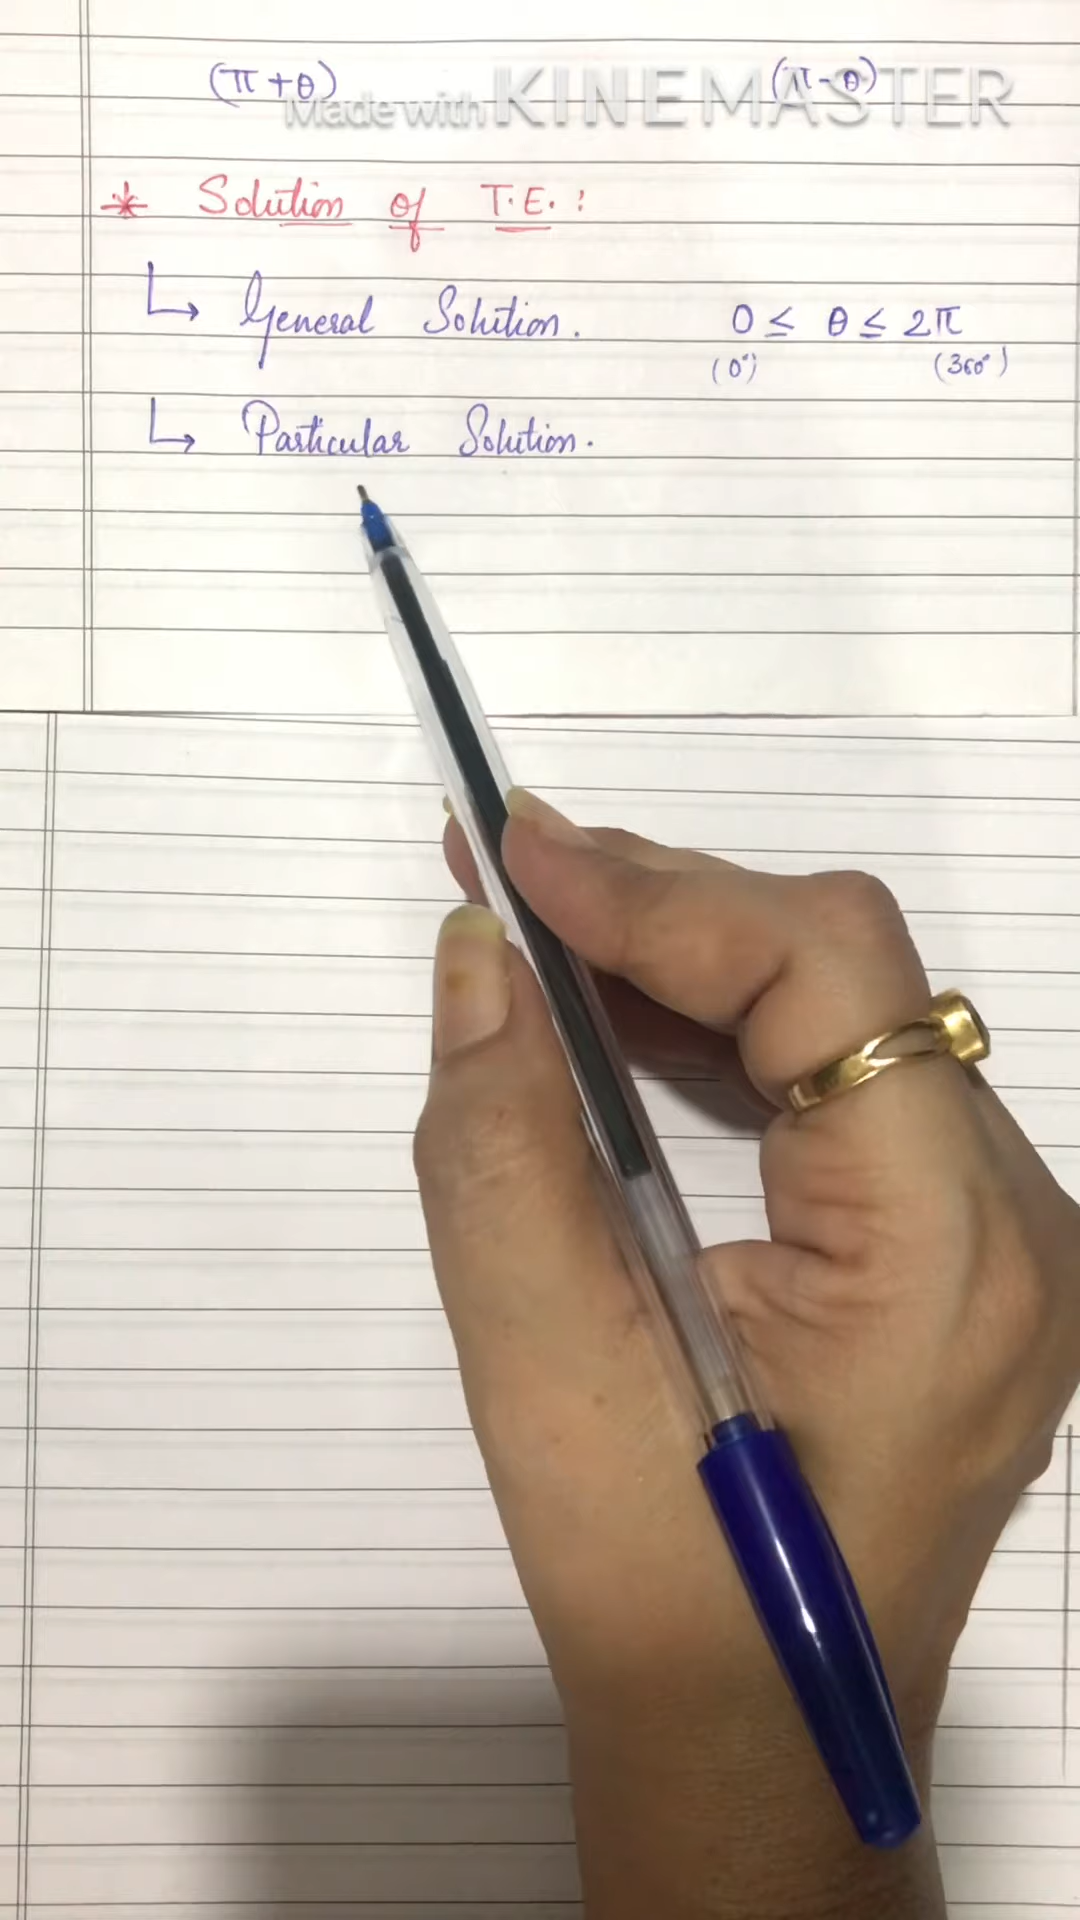 (π+θ) (π-θ)
Made with KINEMASTER
* Solution of T.E. :
↳ General Solution. 0 ≤ θ ≤ 2π
(0°) (360°)
↳ Particular Solution.